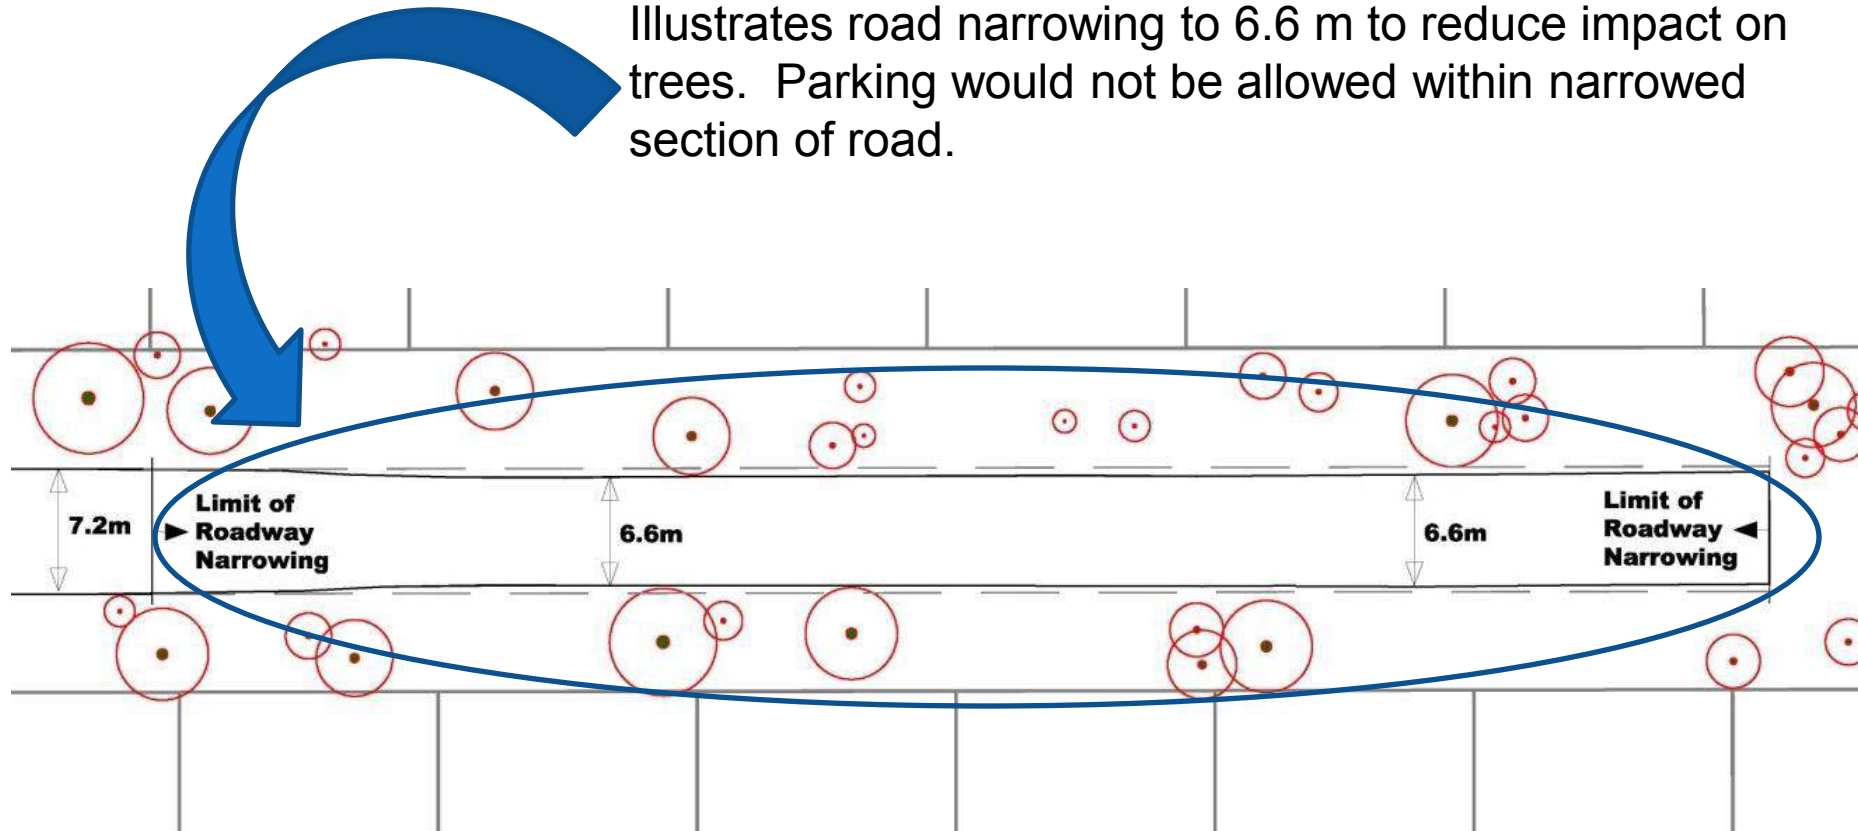 Illustrates road narrowing to 6.6 m to reduce impact on
trees.  Parking would not be allowed within narrowed
section of road.
7.2m
Limit of
Roadway
Narrowing
6.6m
6.6m
Limit of
Roadway
Narrowing